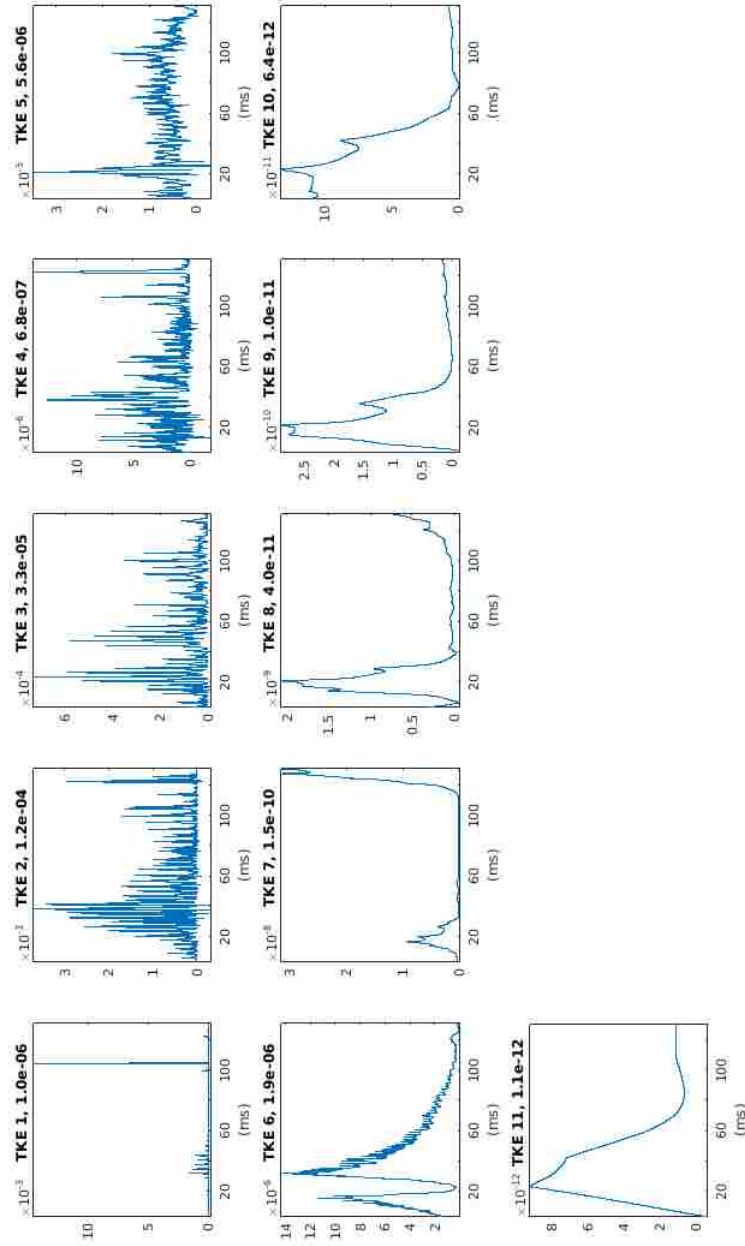 ×10⁻³ TKE 1, 1.0e-06
10
5
0
20 60 100
(ms)
×10⁻³ TKE 2, 1.2e-04
3
2
1
0
20 60 100
(ms)
×10⁻⁴ TKE 3, 3.3e-05
6
4
2
0
20 60 100
(ms)
×10⁻⁶ TKE 4, 6.8e-07
10
5
0
20 60 100
(ms)
×10⁻⁵ TKE 5, 5.6e-06
3
2
1
0
20 60 100
(ms)
×10⁻⁶ TKE 6, 1.9e-06
14
12
10
8
6
4
2
20 60 100
(ms)
×10⁻⁸ TKE 7, 1.5e-10
3
2
1
0
20 60 100
(ms)
×10⁻⁹ TKE 8, 4.0e-11
2
1.5
1
0.5
0
20 60 100
(ms)
×10⁻¹⁰ TKE 9, 1.0e-11
2.5
2
1.5
1
0.5
0
20 60 100
(ms)
×10⁻¹¹ TKE 10, 6.4e-12
10
5
0
20 60 100
(ms)
×10⁻¹² TKE 11, 1.1e-12
8
6
4
2
0
20 60 100
(ms)